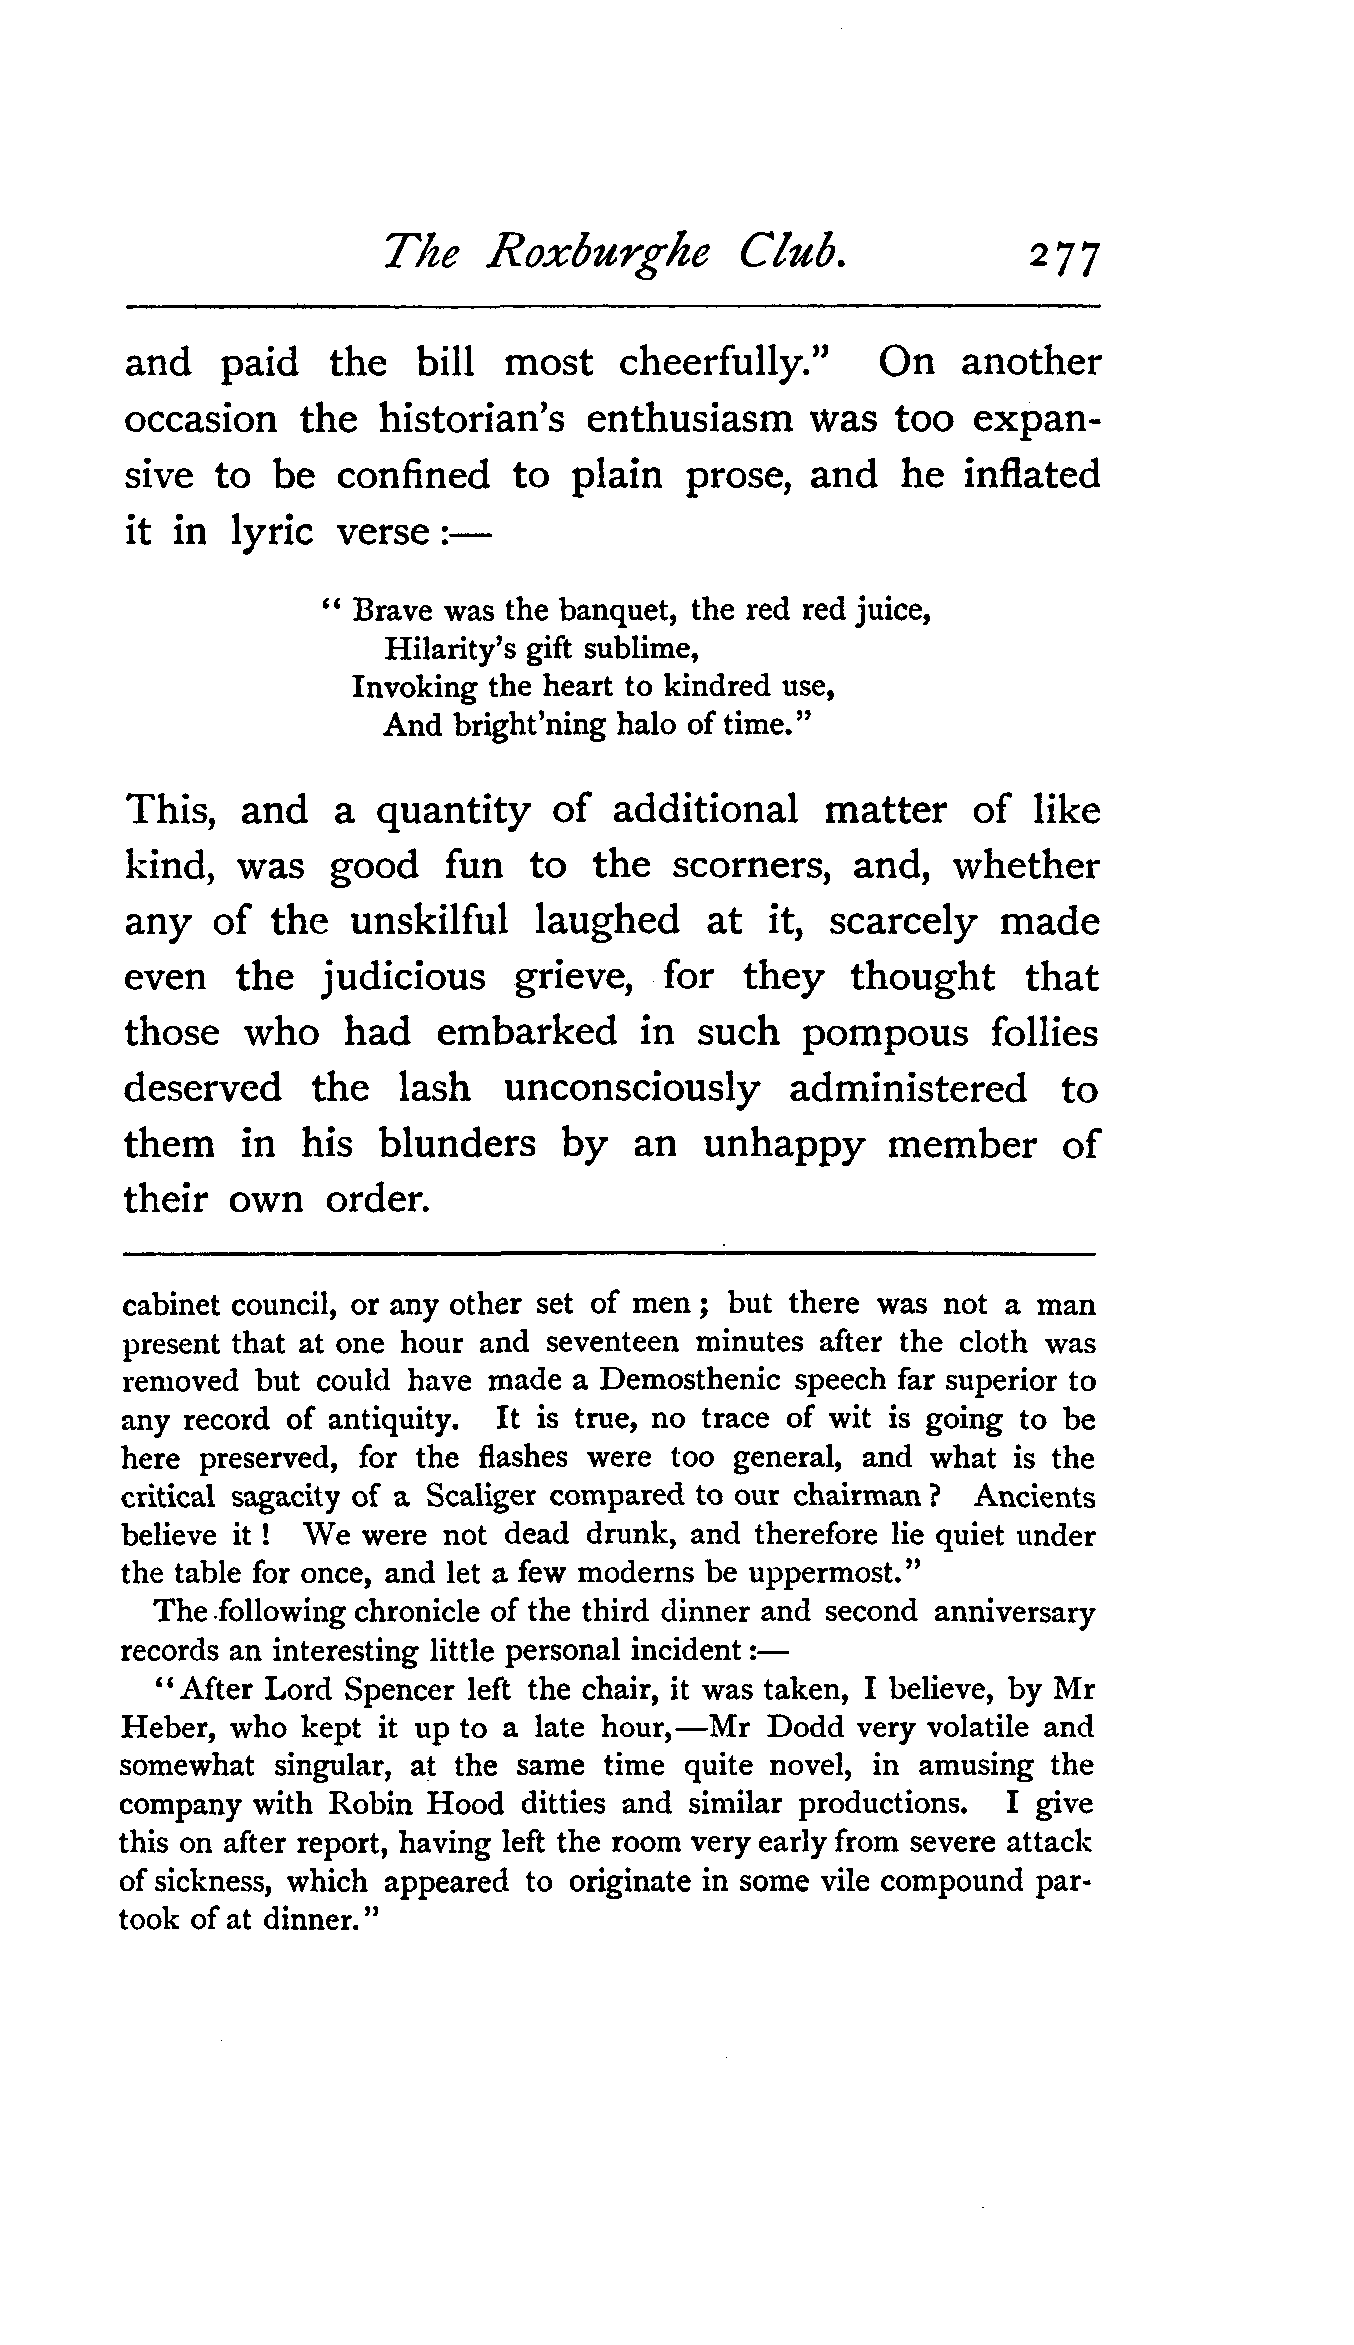 The Roxburghe Club. 277
and paid the bill most cheerfully.” On another
occasion the historian's enthusiasm was too expan-
sive to be confined to plain prose, and he inflated
it in lyric verse :—
“ Brave was the banquet, the red red juice,
Hilarity's gift sublime,
Invoking the heart to kindred use,
And bright'ning halo of time.”
This, and a quantity of additional matter of like
kind, was good fun to the scorners, and, whether
any of the unskilful laughed at it, scarcely made
even the judicious grieve, for they thought that
those who had embarked in such pompous follies
deserved the lash unconsciously administered to
them in his blunders by an unhappy member of
their own order.
cabinet council, or any other set of men ; but there was not a man
present that at one hour and seventeen minutes after the cloth was
removed but could have made a Demosthenic speech far superior to
any record of antiquity. It is true, no trace of wit is going to be
here preserved, for the flashes were too general, and what is the
critical sagacity of a Scaliger compared to our chairman ? Ancients
believe it ! We were not dead drunk, and therefore lie quiet under
the table for once, and let a few moderns be uppermost.”
The following chronicle of the third dinner and second anniversary
records an interesting little personal incident :—
“After Lord Spencer left the chair, it was taken, I believe, by Mr
Heber, who kept it up to a late hour,—Mr Dodd very volatile and
somewhat singular, at the same time quite novel, in amusing the
company with Robin Hood ditties and similar productions. I give
this on after report, having left the room very early from severe attack
of sickness, which appeared to originate in some vile compound par-
took of at dinner.”